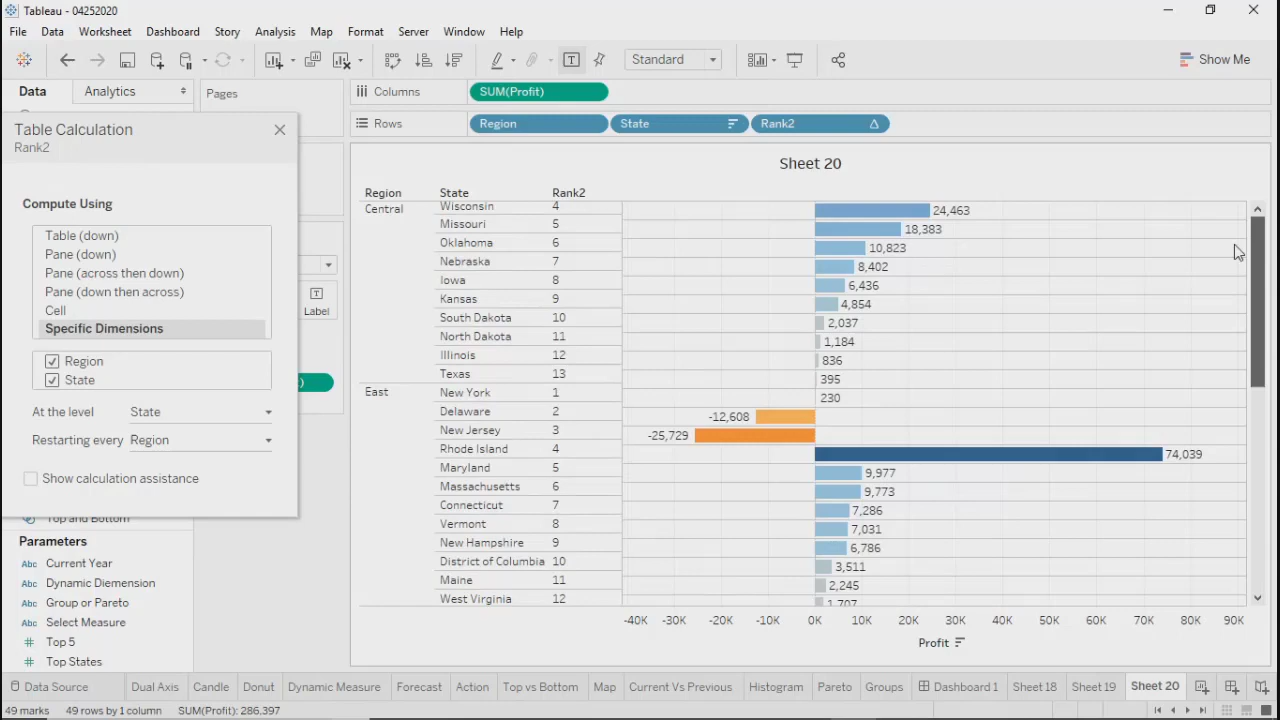 Tableau - 04252020
File Data Worksheet Dashboard Story Analysis Map Format Server Window Help
Standard
Show Me
Data Analytics
Pages
Columns SUM(Profit)
Rows Region State Rank2
Table Calculation
Rank2
Compute Using
Table (down)
Pane (down)
Pane (across then down)
Pane (down then across)
Cell
Specific Dimensions
Region
State
At the level State
Restarting every Region
Show calculation assistance
Label
)
Top and Bottom
Parameters
Abc Current Year
Abc Dynamic Diemension
Abc Group or Pareto
Abc Select Measure
# Top 5
# Top States
Sheet 20
Region State Rank2
Central Wisconsin 4 24,463
Missouri 5 18,383
Oklahoma 6 10,823
Nebraska 7 8,402
Iowa 8 6,436
Kansas 9 4,854
South Dakota 10 2,037
North Dakota 11 1,184
Illinois 12 836
Texas 13 395
East New York 1 230
Delaware 2 -12,608
New Jersey 3 -25,729
Rhode Island 4 74,039
Maryland 5 9,977
Massachusetts 6 9,773
Connecticut 7 7,286
Vermont 8 7,031
New Hampshire 9 6,786
District of Columbia 10 3,511
Maine 11 2,245
West Virginia 12 1,707
-40K -30K -20K -10K 0K 10K 20K 30K 40K 50K 60K 70K 80K 90K
Profit
Data Source Dual Axis Candle Donut Dynamic Measure Forecast Action Top vs Bottom Map Current Vs Previous Histogram Pareto Groups Dashboard 1 Sheet 18 Sheet 19 Sheet 20
49 marks 49 rows by 1 column SUM(Profit): 286,397